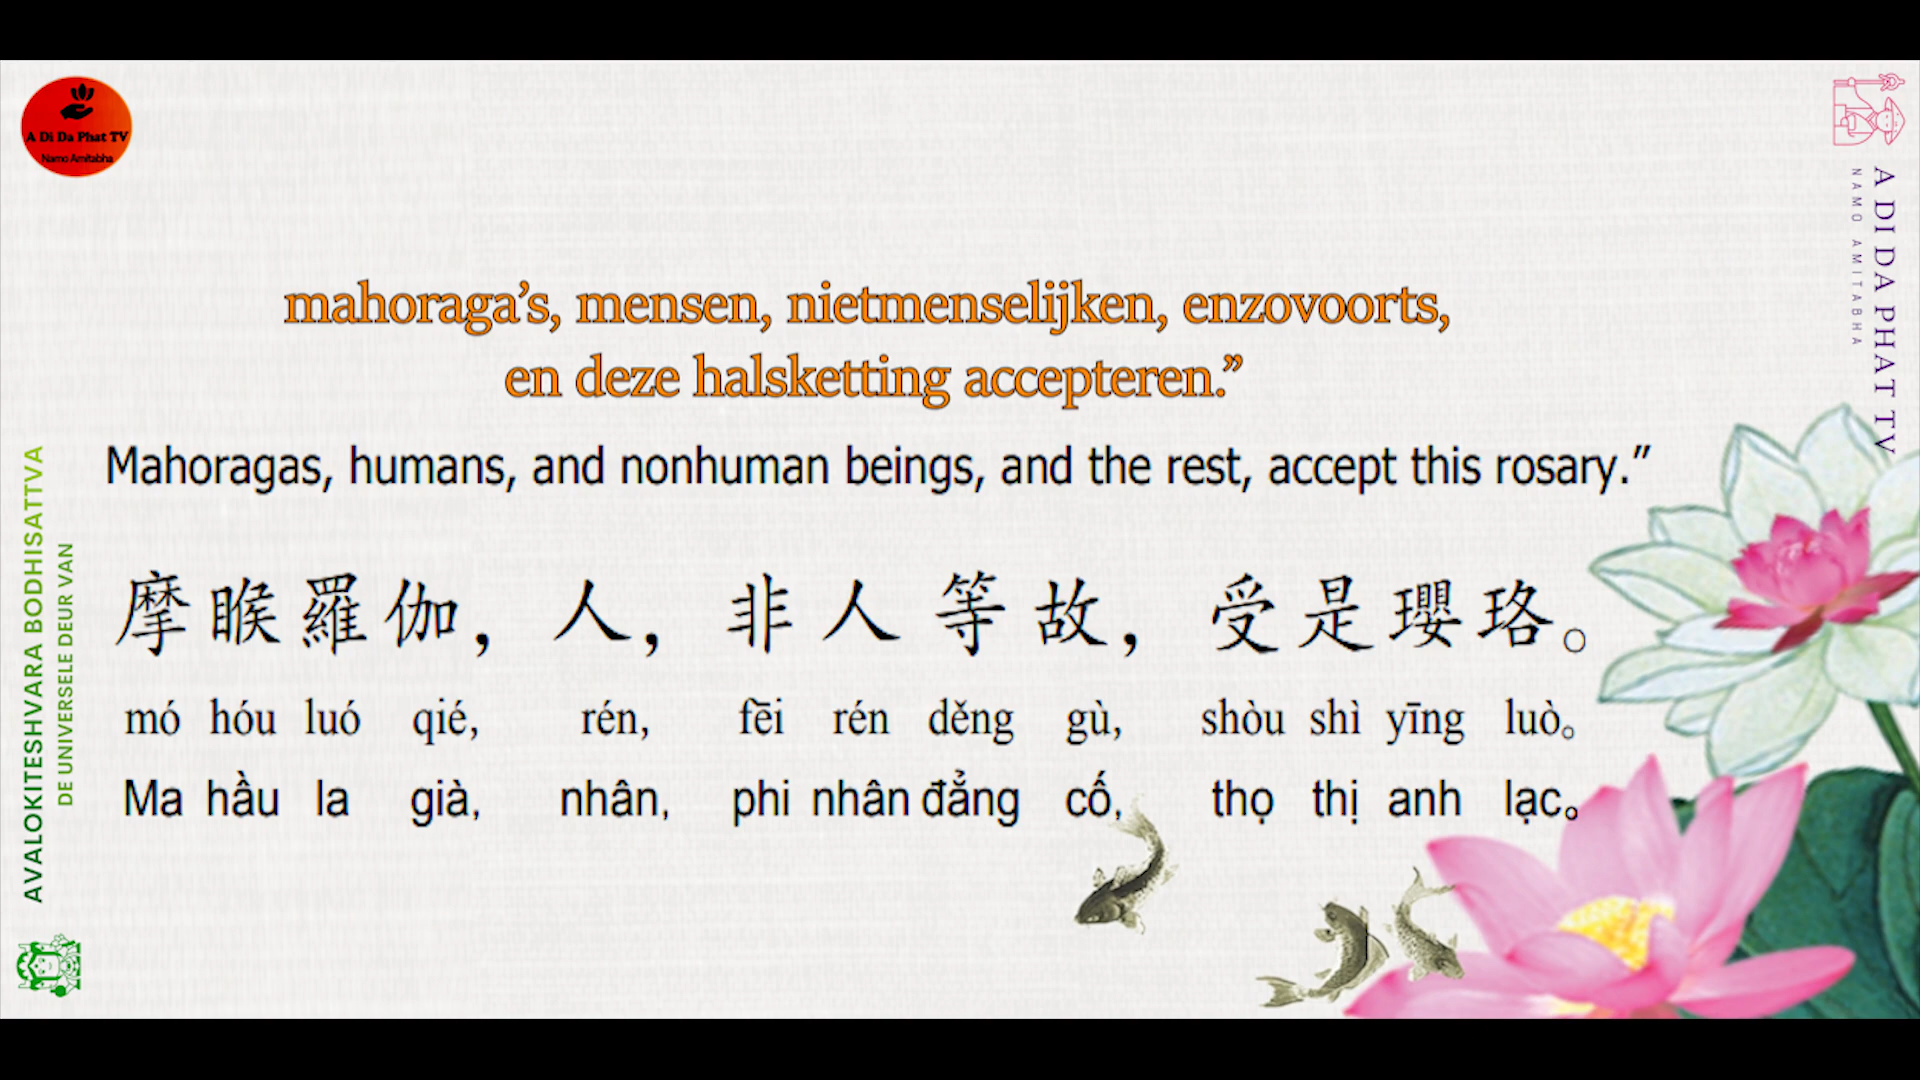 A Di Da Phat TV
Namo Amitabha
A DI DA PHAT TV
NAMO AMITABHA
mahoraga’s, mensen, nietmenselijken, enzovoorts,
en deze halsketting accepteren.”
Mahoragas, humans, and nonhuman beings, and the rest, accept this rosary.”
摩睺羅伽，人，非人等故，受是瓔珞。
mó hóu luó qié, rén, fēi rén děng gù, shòu shì yīng luò。
Ma hầu la già, nhân, phi nhân đẳng cố, thọ thị anh lạc。
AVALOKITESHVARA BODHISATTVA
DE UNIVERSELE DEUR VAN